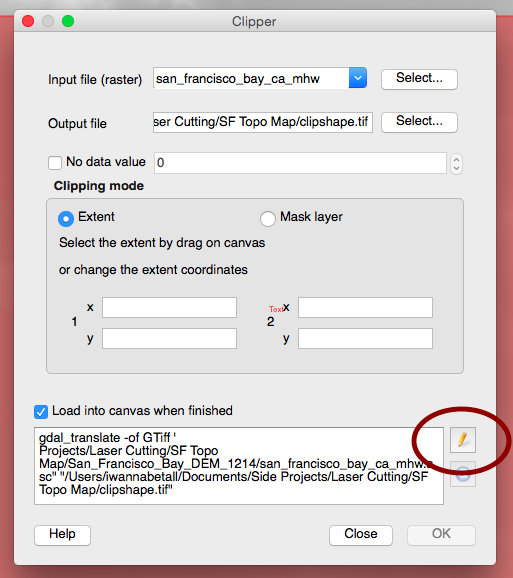 Clipper
Input file (raster) san_francisco_bay_ca_mhw Select...
Output file ser Cutting/SF Topo Map/clipshape.tif Select...
No data value 0
Clipping mode
Extent Mask layer
Select the extent by drag on canvas
or change the extent coordinates
x Text x
1 2
y y
Load into canvas when finished
gdal_translate -of GTiff '
Projects/Laser Cutting/SF Topo
Map/San_Francisco_Bay_DEM_1214/san_francisco_bay_ca_mhw.a
sc" "/Users/iwannabetall/Documents/Side Projects/Laser Cutting/SF
Topo Map/clipshape.tif"
Help Close OK